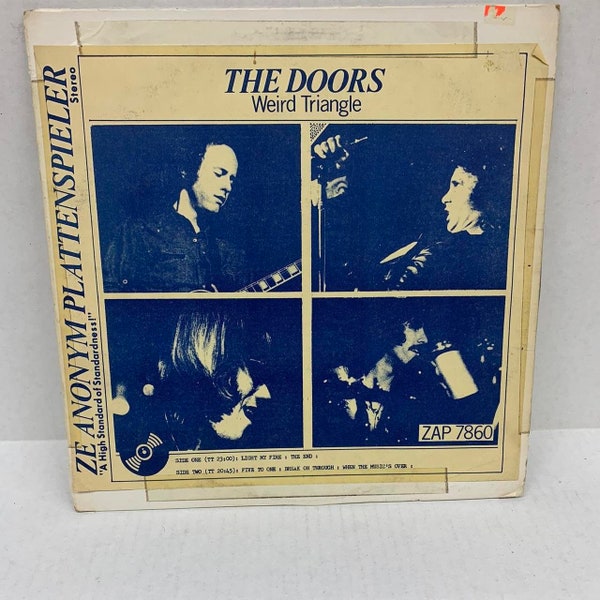 THE DOORS
Weird Triangle
ZE ANONYM PLATTENSPIELER
Stereo
"A High Standard of Standardness!"
ZAP 7860
SIDE ONE (TT 23:00): LIGHT MY FIRE : THE END :
SIDE TWO (TT 20:45): FIVE TO ONE : BREAK ON THROUGH : WHEN THE MUSIC'S OVER :